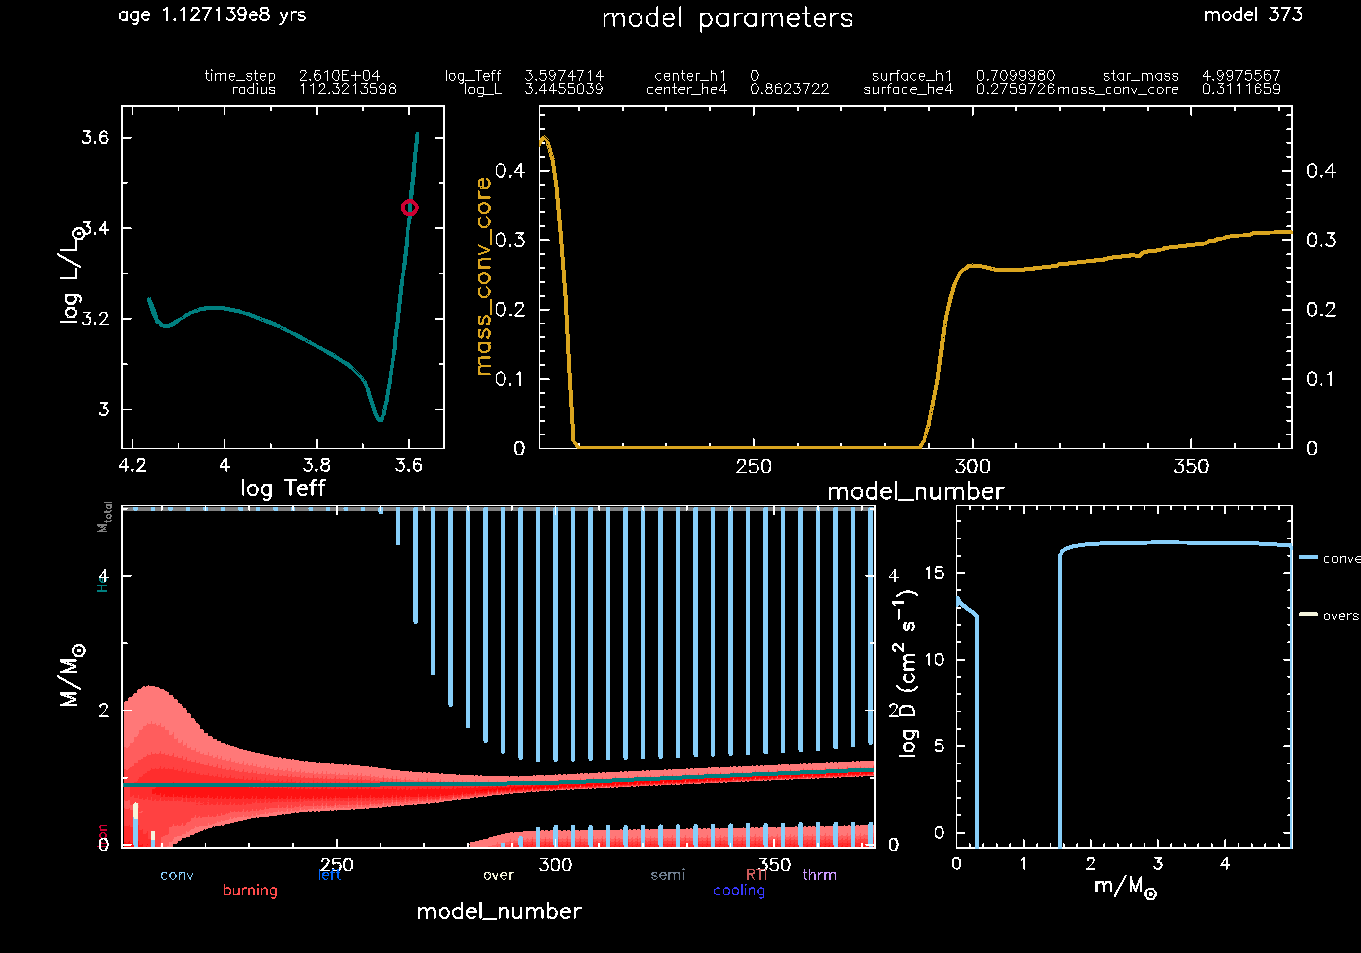 age 1.127139e8 yrs
model parameters
model 373
time_step 2.610E+04 log_Teff 3.5974714 center_h1 0 surface_h1 0.7099980 star_mass 4.9975567
radius 112.3213598 log_L 3.4455039 center_he4 0.8623722 surface_he4 0.2759726 mass_conv_core 0.3111659
3.6
3.4
3.2
3
log L/L⊙
4.2 4 3.8 3.6
log Teff
mass_conv_core
0.4
0.3
0.2
0.1
0
0.4
0.3
0.2
0.1
0
250 300 350
model_number
Mtotal
He
4
2
0
M/M⊙
4
2
0
250 300 350
conv left over semi RTI thrm
burning cooling
model_number
log D (cm² s⁻¹)
15
10
5
0
0 1 2 3 4
m/M⊙
conve
overs